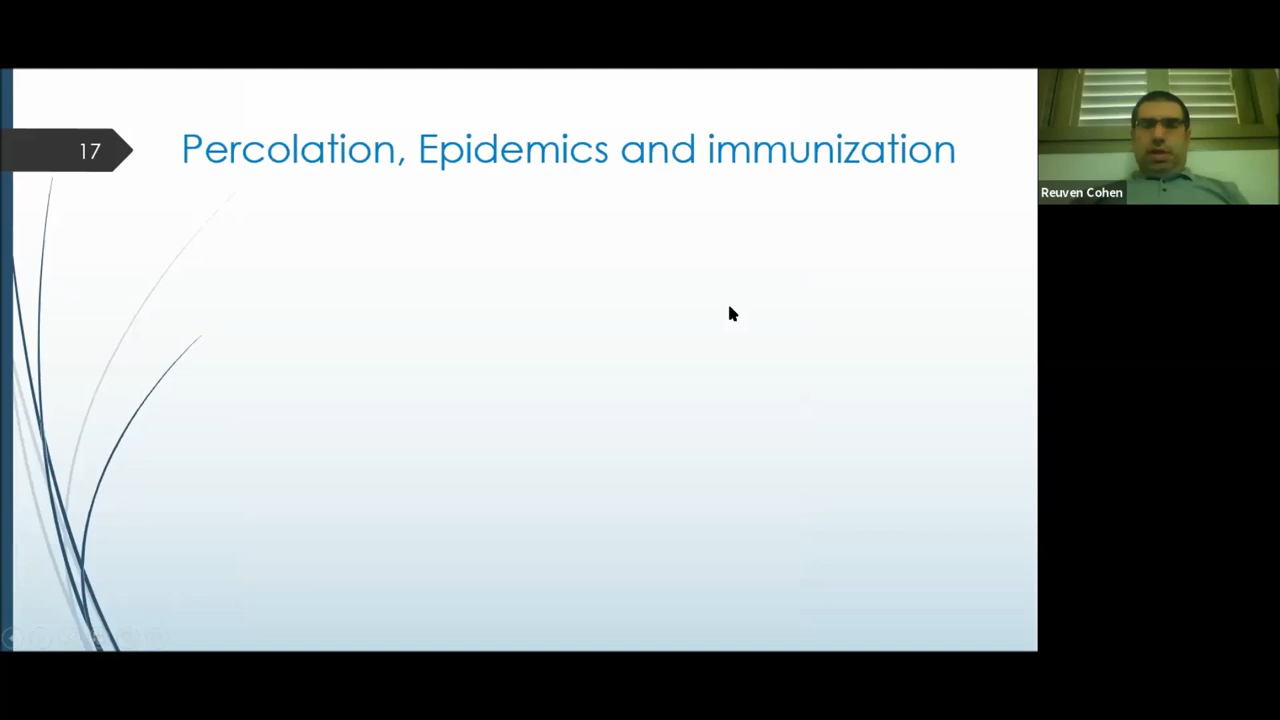 17
Percolation, Epidemics and immunization
Reuven Cohen